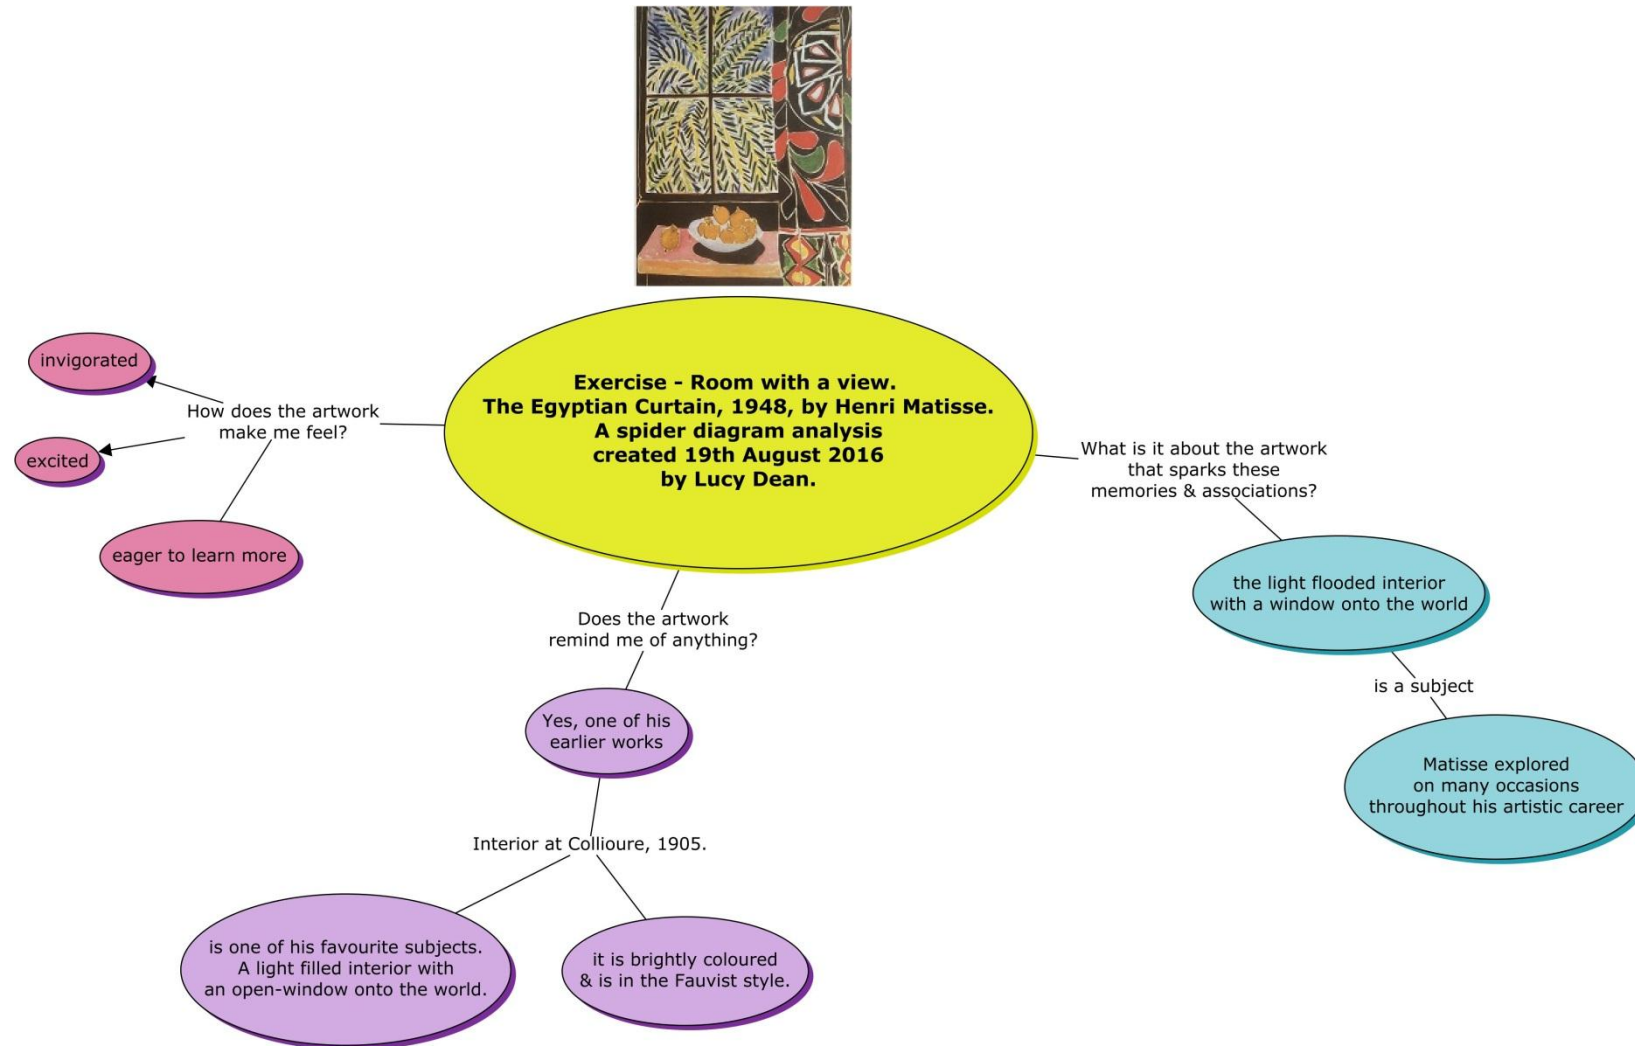 Exercise - Room with a view.
The Egyptian Curtain, 1948, by Henri Matisse.
A spider diagram analysis
created 19th August 2016
by Lucy Dean.
How does the artwork
make me feel?
invigorated
excited
eager to learn more
Does the artwork
remind me of anything?
Yes, one of his
earlier works
Interior at Collioure, 1905.
is one of his favourite subjects.
A light filled interior with
an open-window onto the world.
it is brightly coloured
& is in the Fauvist style.
What is it about the artwork
that sparks these
memories & associations?
the light flooded interior
with a window onto the world
is a subject
Matisse explored
on many occasions
throughout his artistic career